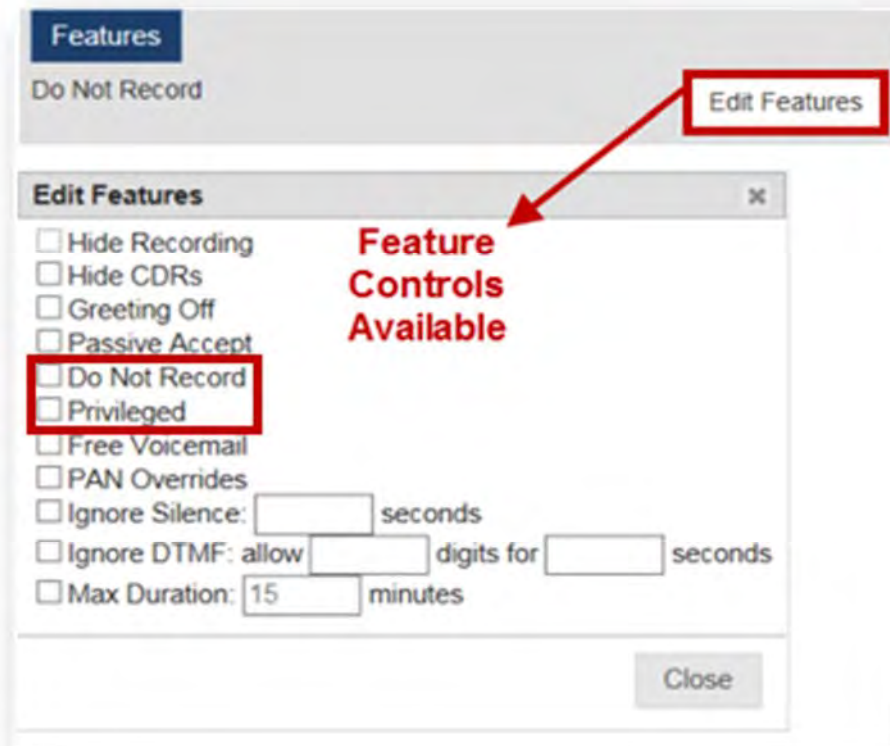 Features
Do Not Record
Edit Features
Edit Features
Hide Recording
Feature
Hide CDRs
Controls
Greeting Off
Available
Passive Accept
Do Not Record
Privileged
Free Voicemail
PAN Overrides
Ignore Silence: seconds
Ignore DTMF: allow digits for seconds
Max Duration: 15 minutes
Close